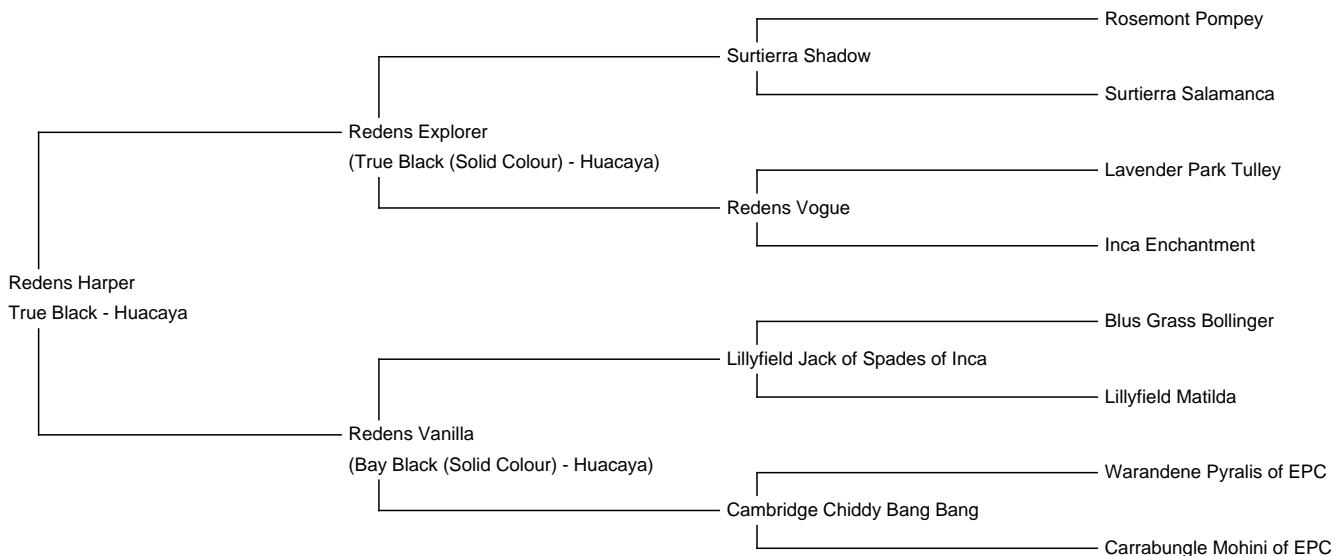 Rosemont Pompey
Surtierra Shadow
Surtierra Salamanca
Redens Explorer
(True Black (Solid Colour) - Huacaya)
Lavender Park Tulley
Redens Vogue
Inca Enchantment
Redens Harper
True Black - Huacaya
Blus Grass Bollinger
Lillyfield Jack of Spades of Inca
Lillyfield Matilda
Redens Vanilla
(Bay Black (Solid Colour) - Huacaya)
Warandene Pyralis of EPC
Cambridge Chiddy Bang Bang
Carrabungle Mohini of EPC